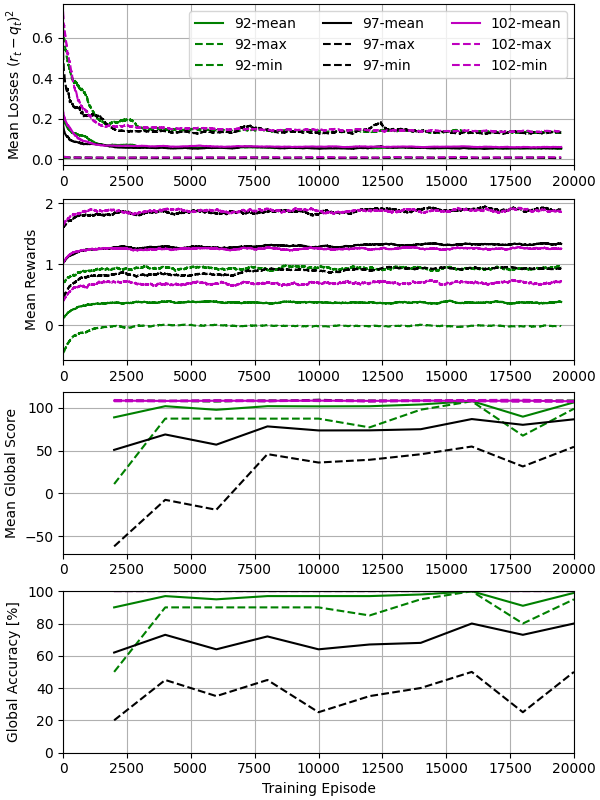 Mean Losses (r_t − q_t)^2
0.6
0.4
0.2
0.0
92-mean 97-mean 102-mean
92-max 97-max 102-max
92-min 97-min 102-min
0 2500 5000 7500 10000 12500 15000 17500 20000
Mean Rewards
2
1
0
0 2500 5000 7500 10000 12500 15000 17500 20000
Mean Global Score
100
50
0
−50
0 2500 5000 7500 10000 12500 15000 17500 20000
Global Accuracy [%]
100
80
60
40
20
0
0 2500 5000 7500 10000 12500 15000 17500 20000
Training Episode